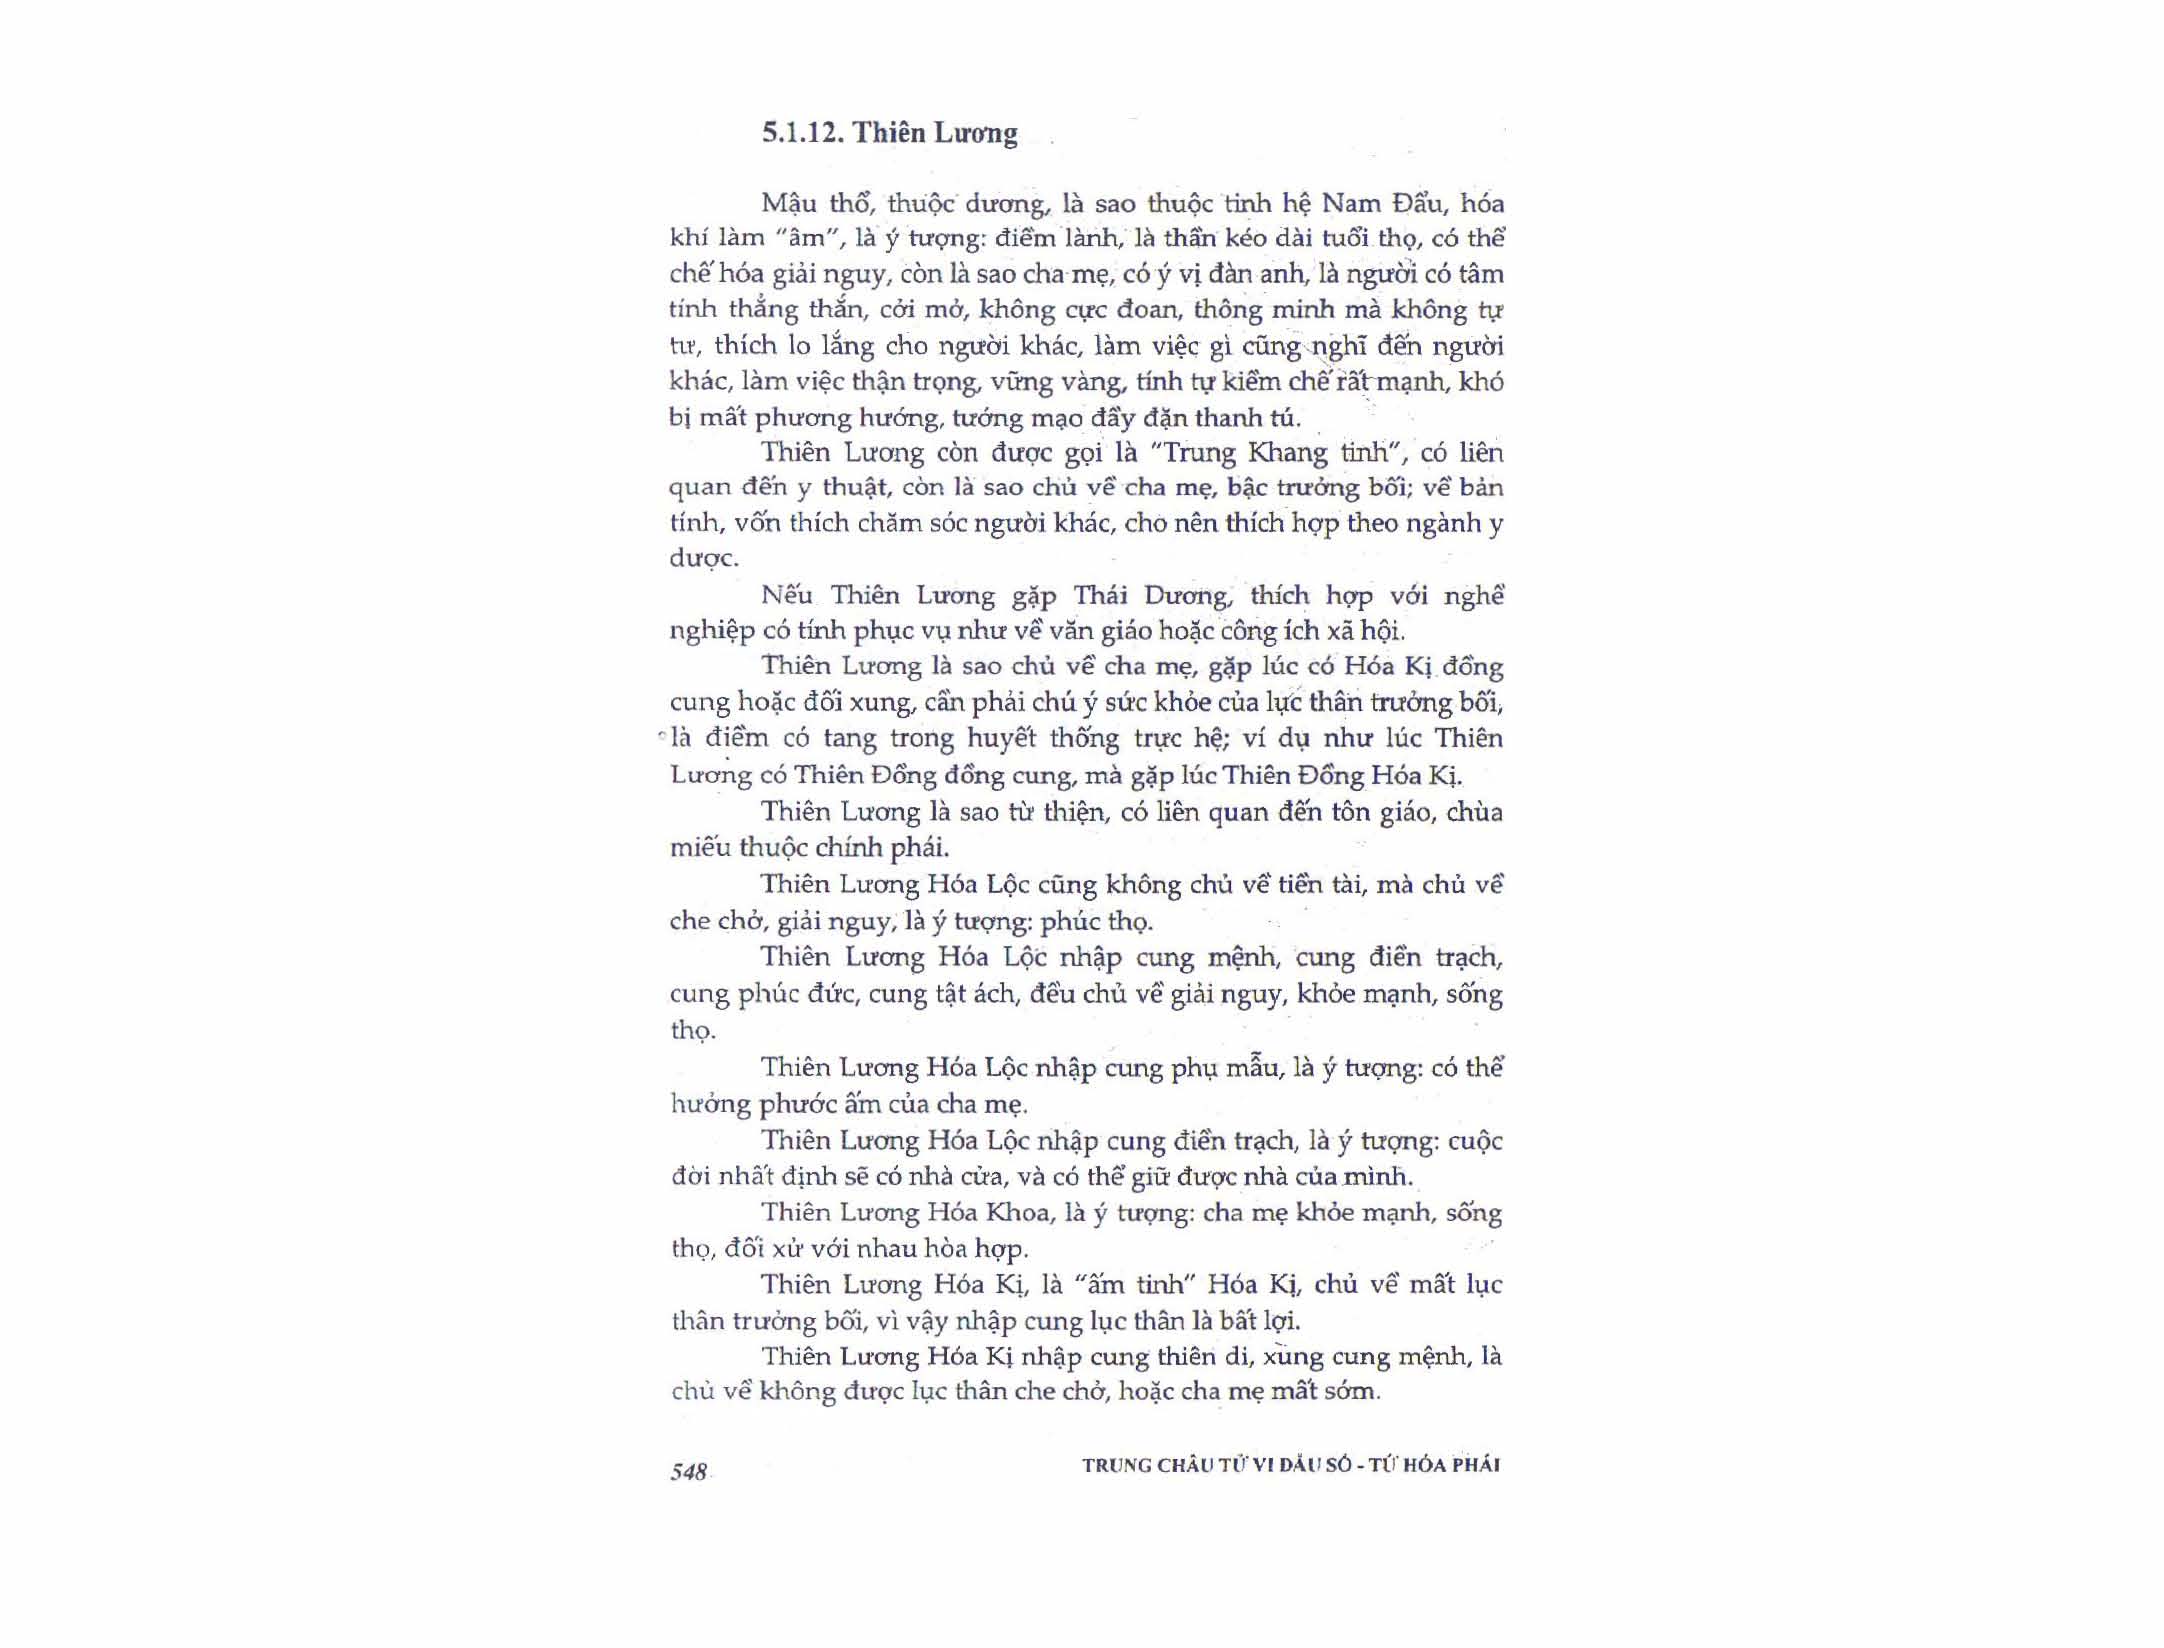 5.1.12. Thiên Lương
Mậu thổ, thuộc dương, là sao thuộc tinh hệ Nam Đẩu, hóa
khí làm "âm", là ý tượng: điềm lành, là thần kéo dài tuổi thọ, có thể
chế hóa giải nguy, còn là sao cha mẹ, có ý vị đàn anh, là người có tâm
tính thẳng thắn, cởi mở, không cực đoan, thông minh mà không tự
tư, thích lo lắng cho người khác, làm việc gì cũng nghĩ đến người
khác, làm việc thận trọng, vững vàng, tính tự kiềm chế rất mạnh, khó
bị mất phương hướng, tướng mạo đầy đặn thanh tú.
Thiên Lương còn được gọi là "Trung Khang tinh", có liên
quan đến y thuật, còn là sao chủ về cha mẹ, bậc trưởng bối; về bản
tính, vốn thích chăm sóc người khác, cho nên thích hợp theo ngành y
dược.
Nếu Thiên Lương gặp Thái Dương, thích hợp với nghề
nghiệp có tính phục vụ như về văn giáo hoặc công ích xã hội.
Thiên Lương là sao chủ về cha mẹ, gặp lúc có Hóa Kị đồng
cung hoặc đối xung, cần phải chú ý sức khỏe của lục thân trưởng bối,
là điềm có tang trong huyết thống trực hệ; ví dụ như lúc Thiên
Lương có Thiên Đồng đồng cung, mà gặp lúc Thiên Đồng Hóa Kị.
Thiên Lương là sao từ thiện, có liên quan đến tôn giáo, chùa
miếu thuộc chính phái.
Thiên Lương Hóa Lộc cũng không chủ về tiền tài, mà chủ về
che chở, giải nguy, là ý tượng: phúc thọ.
Thiên Lương Hóa Lộc nhập cung mệnh, cung điền trạch,
cung phúc đức, cung tật ách, đều chủ về giải nguy, khỏe mạnh, sống
thọ.
Thiên Lương Hóa Lộc nhập cung phụ mẫu, là ý tượng: có thể
hưởng phước ấm của cha mẹ.
Thiên Lương Hóa Lộc nhập cung điền trạch, là ý tượng: cuộc
đời nhất định sẽ có nhà cửa, và có thể giữ được nhà của mình.
Thiên Lương Hóa Khoa, là ý tượng: cha mẹ khỏe mạnh, sống
thọ, đối xử với nhau hòa hợp.
Thiên Lương Hóa Kị, là "ấm tinh" Hóa Kị, chủ về mất lục
thân trưởng bối, vì vậy nhập cung lục thân là bất lợi.
Thiên Lương Hóa Kị nhập cung thiên di, xung cung mệnh, là
chủ về không được lục thân che chở, hoặc cha mẹ mất sớm.
548
TRUNG CHÂU TỬ VI ĐẨU SỐ - TỨ HÓA PHÁI